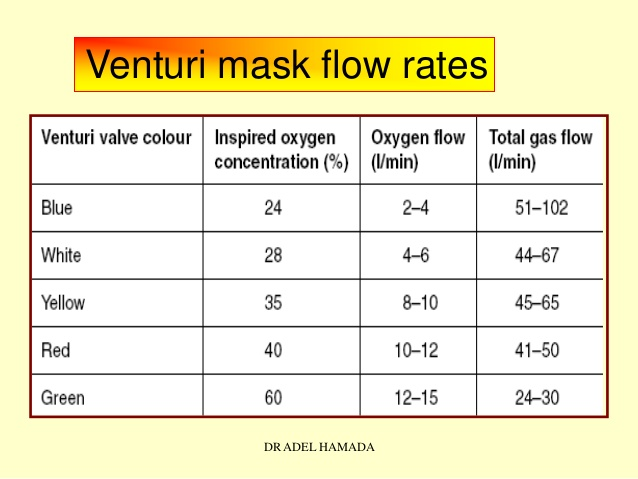 Venturi mask flow rates
Venturi valve colour Inspired oxygen concentration (%) Oxygen flow (l/min) Total gas flow (l/min)
Blue 24 2–4 51–102
White 28 4–6 44–67
Yellow 35 8–10 45–65
Red 40 10–12 41–50
Green 60 12–15 24–30
DR ADEL HAMADA